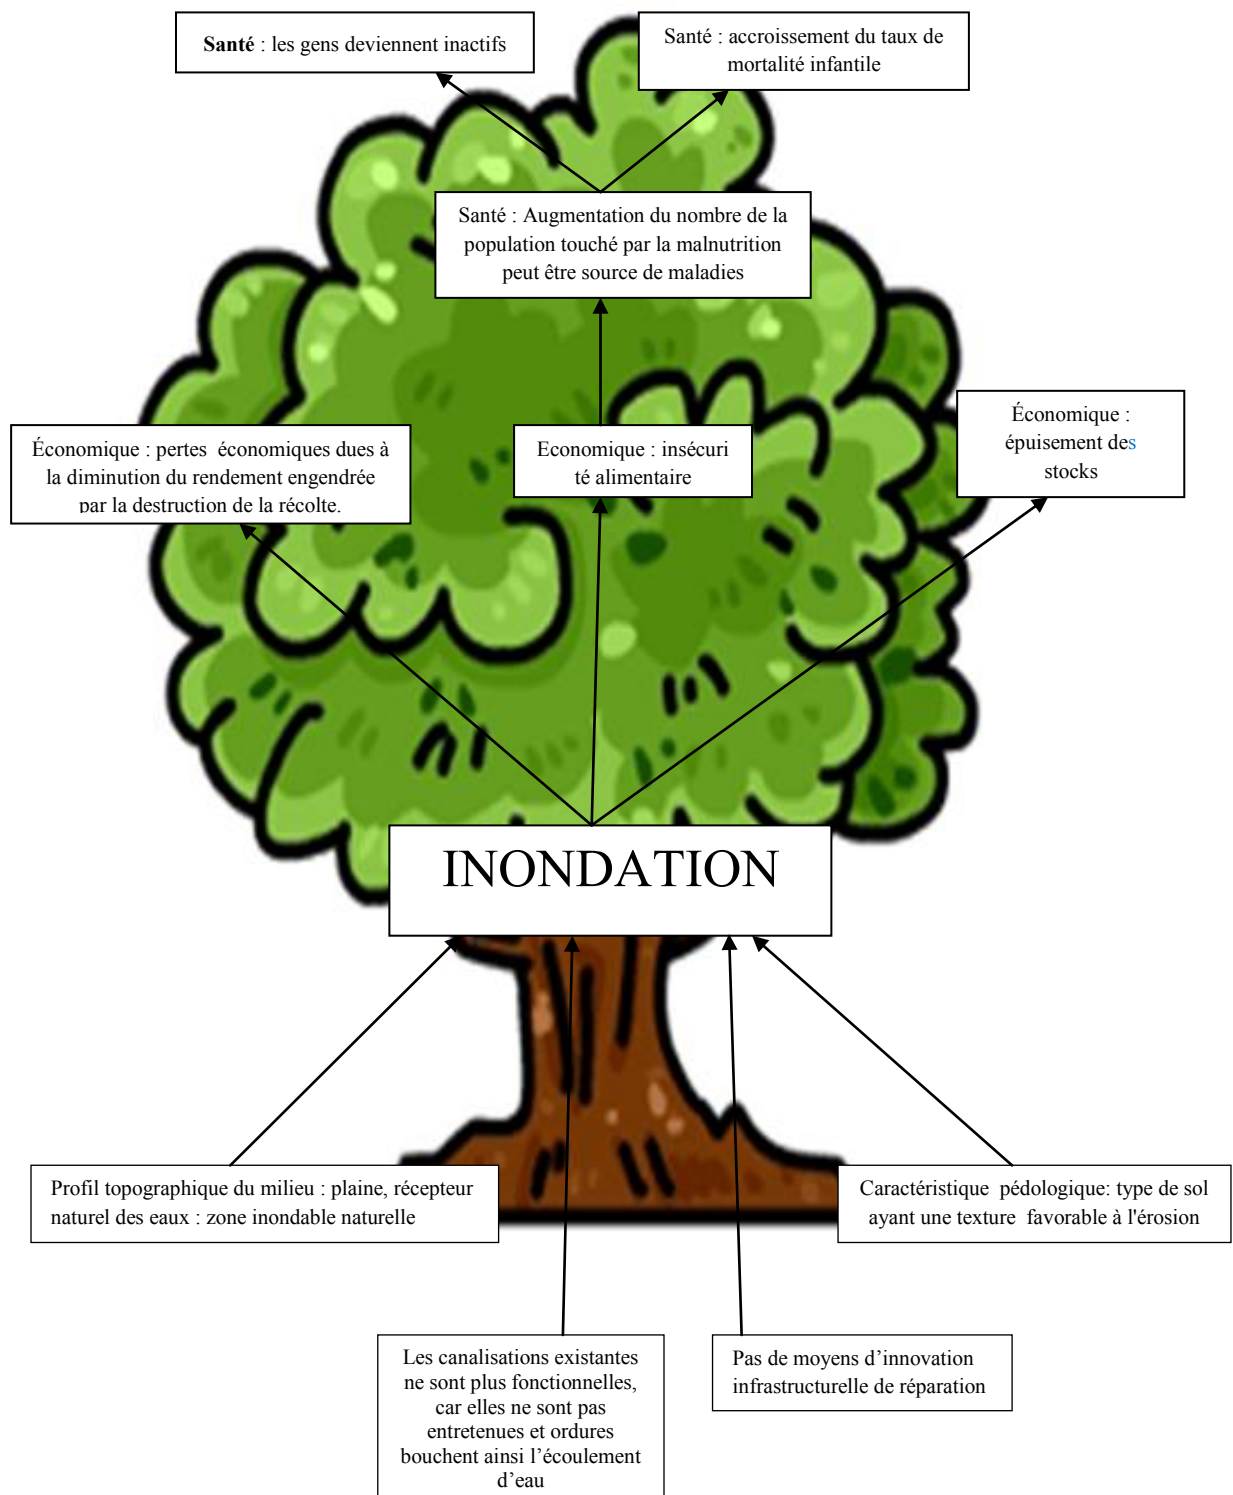 Santé : les gens deviennent inactifs
Santé : accroissement du taux de
mortalité infantile
Santé : Augmentation du nombre de la
population touché par la malnutrition
peut être source de maladies
Économique : pertes  économiques dues à
la diminution du rendement engendrée
par la destruction de la récolte.
Economique : insécuri
té alimentaire
Économique :
épuisement des
stocks
INONDATION
Profil topographique du milieu : plaine, récepteur
naturel des eaux : zone inondable naturelle
Caractéristique  pédologique: type de sol
ayant une texture  favorable à l'érosion
Les canalisations existantes
ne sont plus fonctionnelles,
car elles ne sont pas
entretenues et ordures
bouchent ainsi l’écoulement
d’eau
Pas de moyens d’innovation
infrastructurelle de réparation